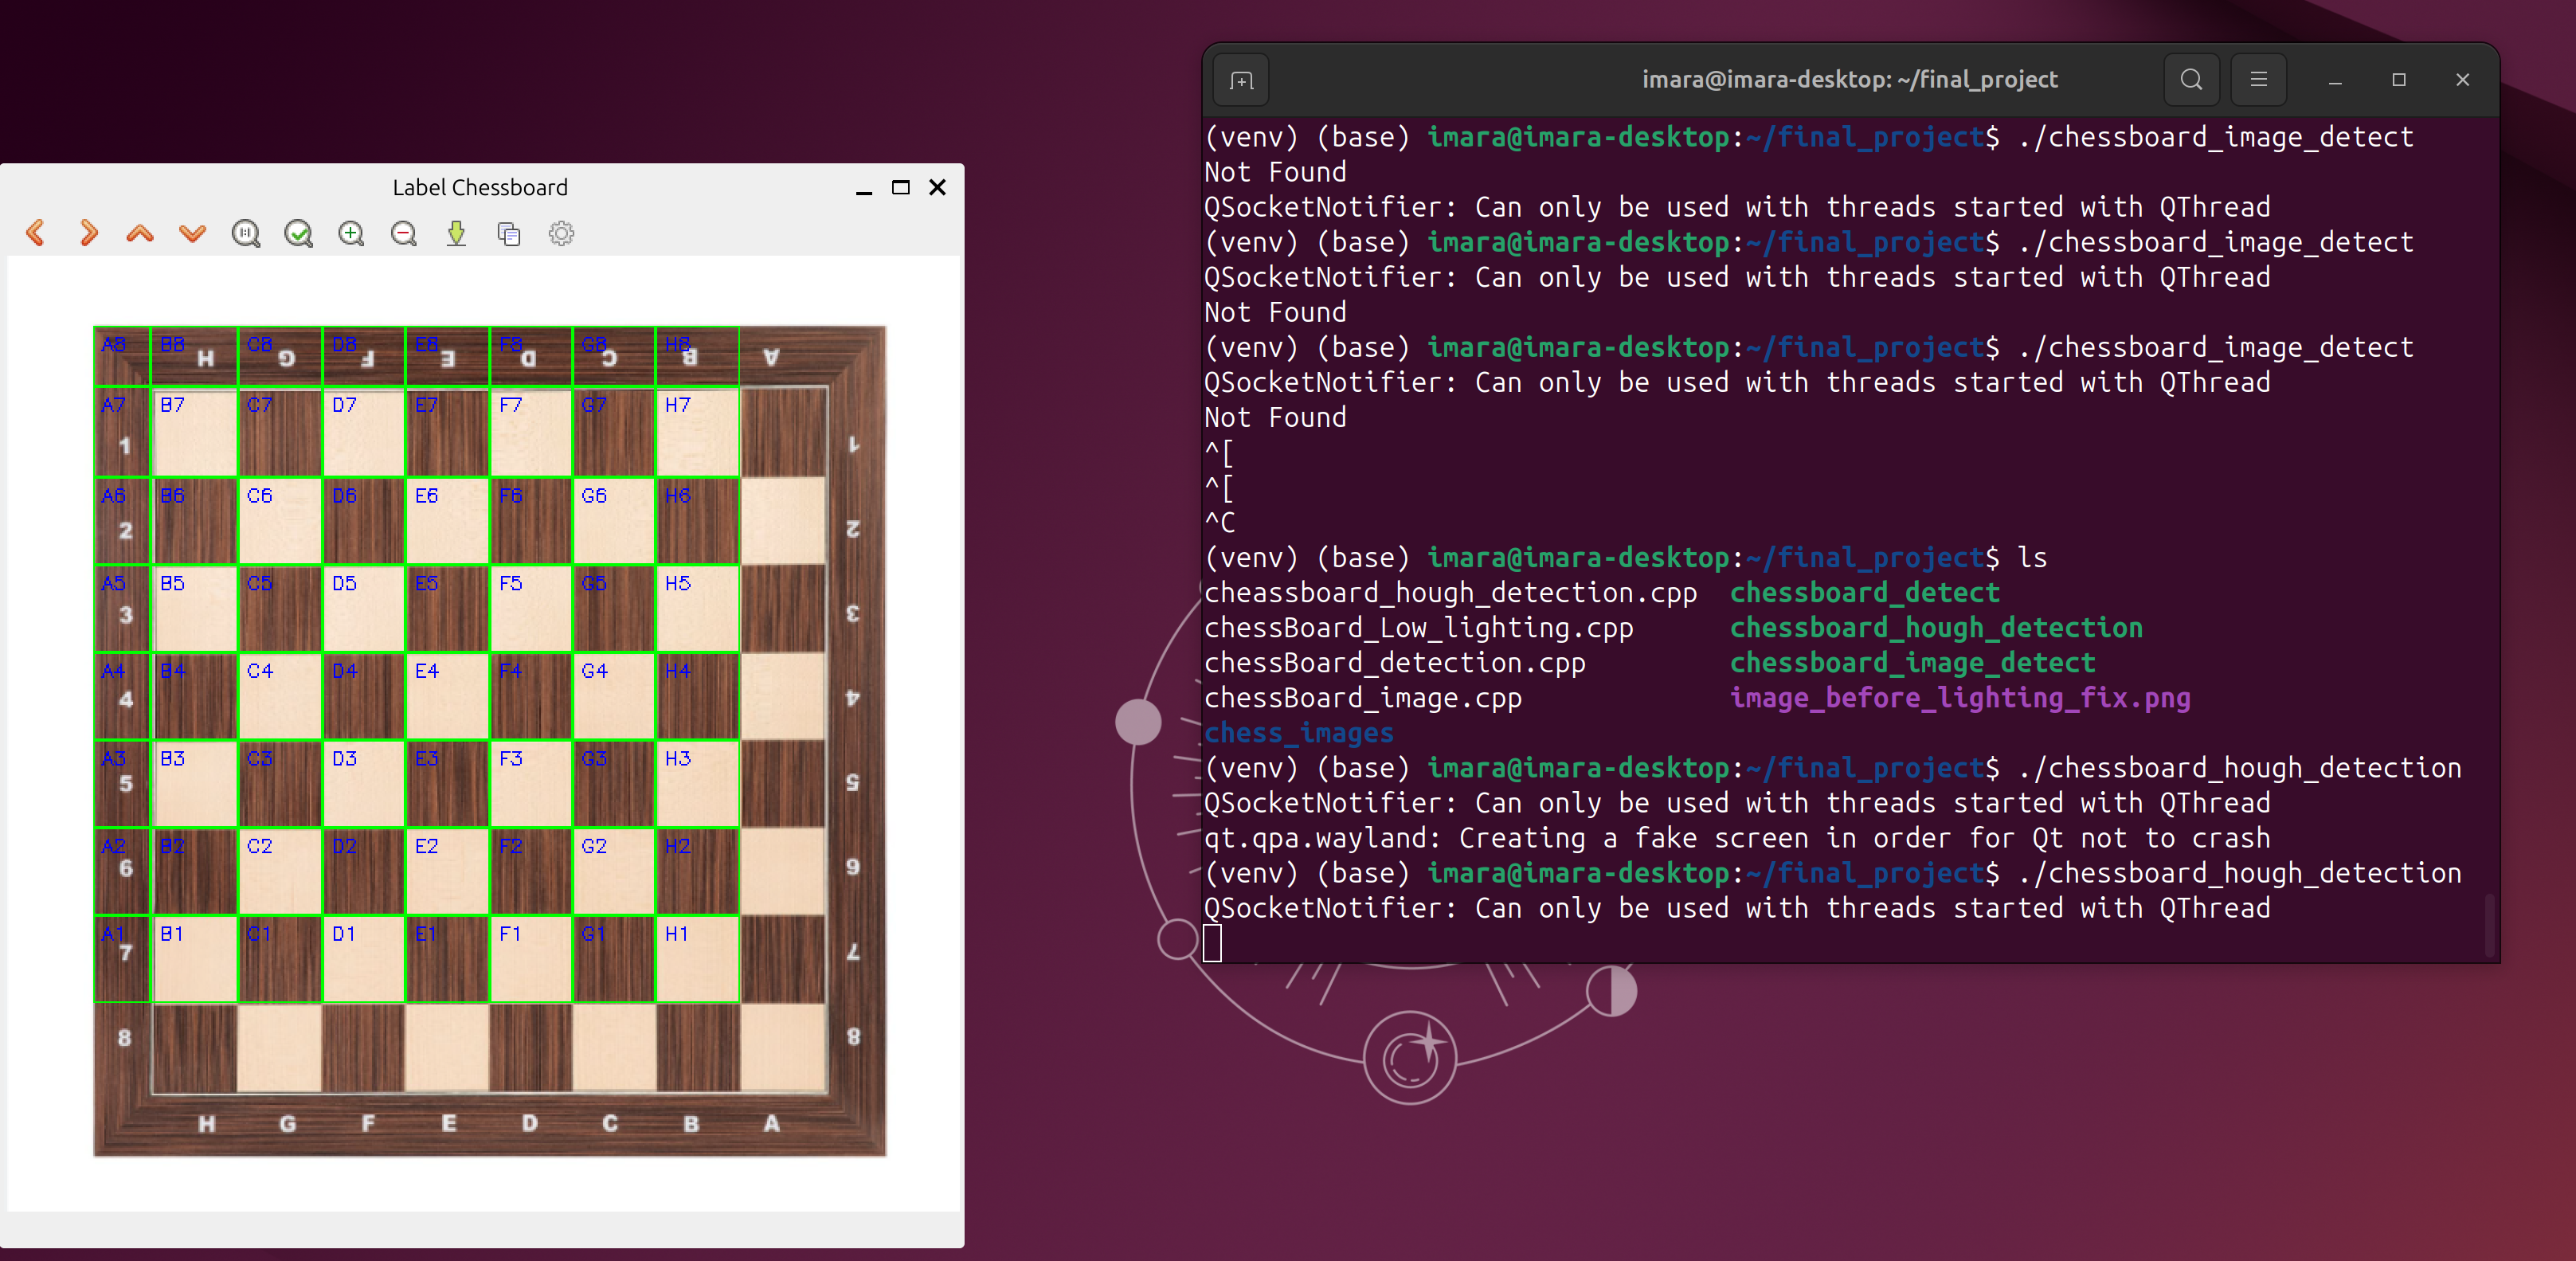 Label Chessboard
A8 B8 C8 D8 E8 F8 G8 H8
H G F E D C B A
A7 B7 C7 D7 E7 F7 G7 H7
1 1
A6 B6 C6 D6 E6 F6 G6 H6
2 2
A5 B5 C5 D5 E5 F5 G5 H5
3 3
A4 B4 C4 D4 E4 F4 G4 H4
4 4
A3 B3 C3 D3 E3 F3 G3 H3
5 5
A2 B2 C2 D2 E2 F2 G2 H2
6 6
A1 B1 C1 D1 E1 F1 G1 H1
7 7
8 8
H G F E D C B A
imara@imara-desktop: ~/final_project
(venv) (base) imara@imara-desktop:~/final_project$ ./chessboard_image_detect
Not Found
QSocketNotifier: Can only be used with threads started with QThread
(venv) (base) imara@imara-desktop:~/final_project$ ./chessboard_image_detect
QSocketNotifier: Can only be used with threads started with QThread
Not Found
(venv) (base) imara@imara-desktop:~/final_project$ ./chessboard_image_detect
QSocketNotifier: Can only be used with threads started with QThread
Not Found
^[
^[
^C
(venv) (base) imara@imara-desktop:~/final_project$ ls
cheassboard_hough_detection.cpp chessboard_detect
chessBoard_Low_lighting.cpp chessboard_hough_detection
chessBoard_detection.cpp chessboard_image_detect
chessBoard_image.cpp image_before_lighting_fix.png
chess_images
(venv) (base) imara@imara-desktop:~/final_project$ ./chessboard_hough_detection
QSocketNotifier: Can only be used with threads started with QThread
qt.qpa.wayland: Creating a fake screen in order for Qt not to crash
(venv) (base) imara@imara-desktop:~/final_project$ ./chessboard_hough_detection
QSocketNotifier: Can only be used with threads started with QThread